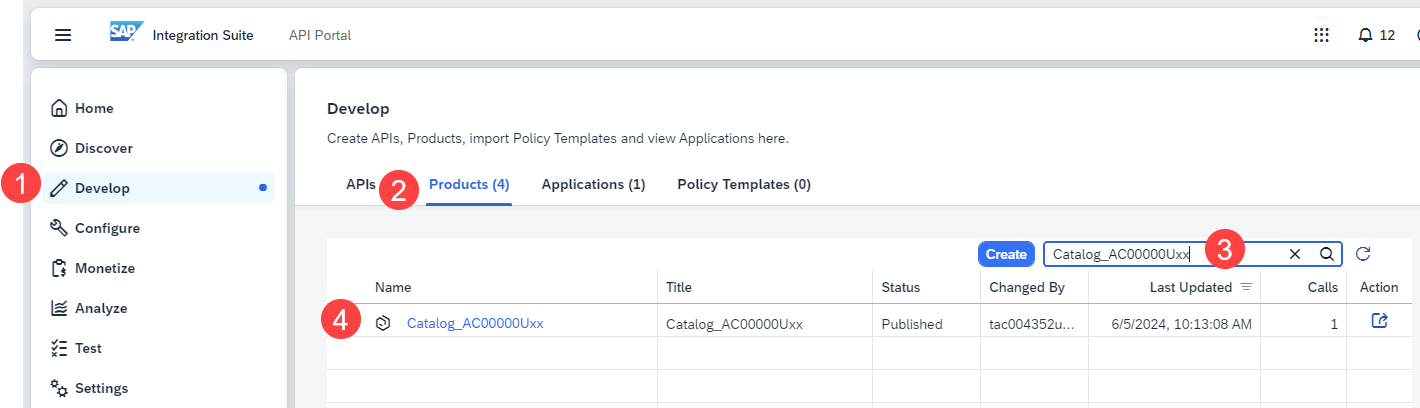 SAP Integration Suite API Portal 12
Home
Discover
1 Develop
Configure
Monetize
Analyze
Test
Settings
Develop
Create APIs, Products, import Policy Templates and view Applications here.
APIs 2 Products (4) Applications (1) Policy Templates (0)
Create Catalog_AC00000Uxx 3
Name Title Status Changed By Last Updated Calls Action
4 Catalog_AC00000Uxx Catalog_AC00000Uxx Published tac004352u... 6/5/2024, 10:13:08 AM 1